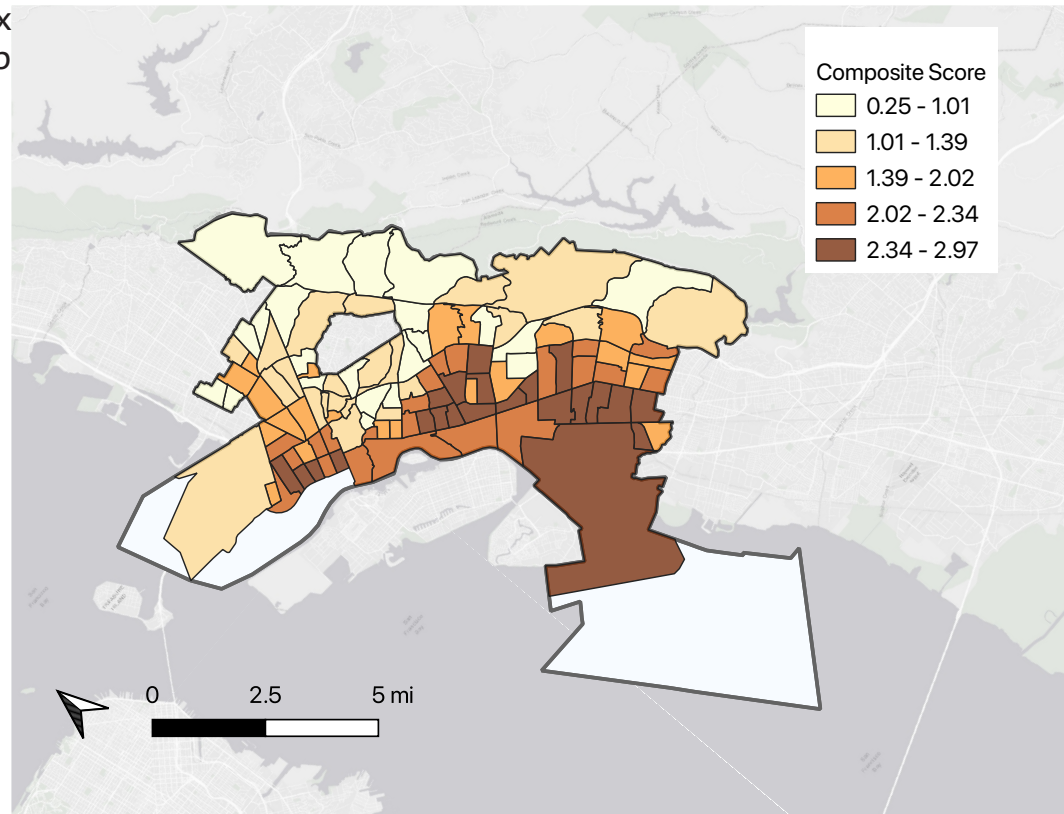 x
o
Composite Score
0.25 - 1.01
1.01 - 1.39
1.39 - 2.02
2.02 - 2.34
2.34 - 2.97
0 2.5 5 mi